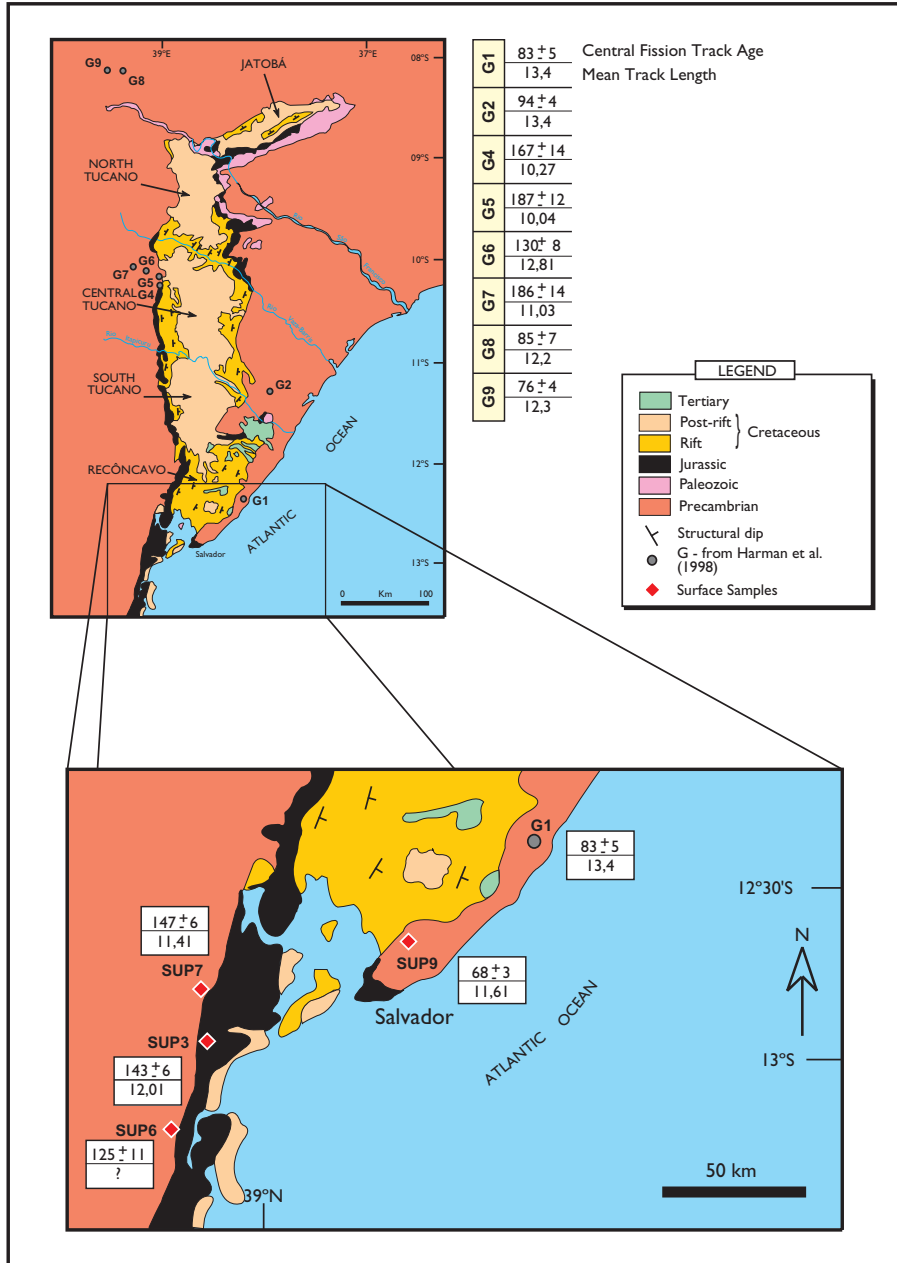 39°E
37°E
G9
G8
JATOBÁ
08°S
NORTH
TUCANO
09°S
10°S
G6
G7
G5
G4
CENTRAL
TUCANO
Rio
11°S
SOUTH
TUCANO
G2
12°S
RECÔNCAVO
G1
OCEAN
ATLANTIC
Salvador
13°S
0 Km 100
G1 83 ± 5 Central Fission Track Age
13,4 Mean Track Length
G2 94 ± 4
13,4
G4 167 ± 14
10,27
G5 187 ± 12
10,04
G6 130 ± 8
12,81
G7 186 ± 14
11,03
G8 85 ± 7
12,2
G9 76 ± 4
12,3
LEGEND
Tertiary
Post-rift
Rift
Cretaceous
Jurassic
Paleozoic
Precambrian
Structural dip
G - from Harman et al.
(1998)
Surface Samples
G1
83 ± 5
13,4
12°30'S
147 ± 6
11,41
SUP7
SUP9
68 ± 3
11,61
N
Salvador
ATLANTIC OCEAN
SUP3
13°S
143 ± 6
12,01
SUP6
125 ± 11
?
39°N
50 km